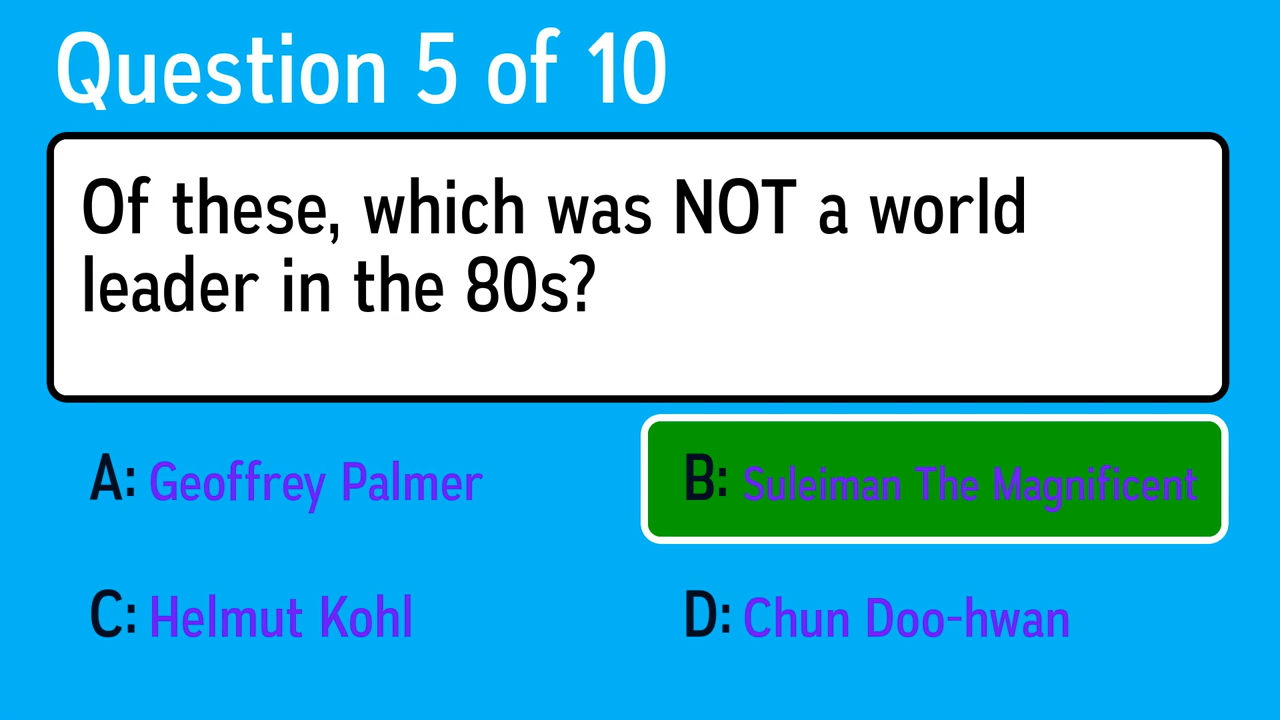 Question 5 of 10
Of these, which was NOT a world
leader in the 80s?
A: Geoffrey Palmer
B: Suleiman The Magnificent
C: Helmut Kohl
D: Chun Doo-hwan